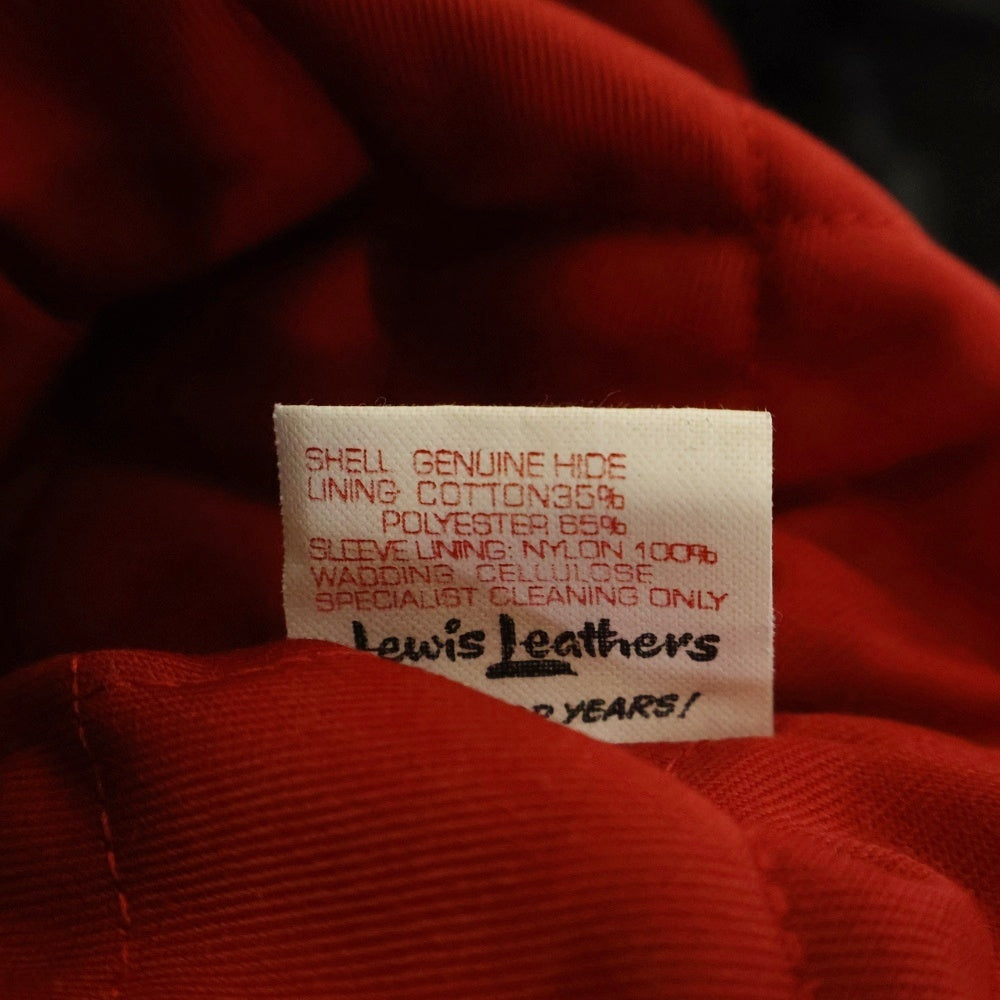 SHELL GENUINE HIDE
LINING COTTON35%
POLYESTER 65%
SLEEVE LINING: NYLON 100%
WADDING CELLULOSE
SPECIALIST CLEANING ONLY
Lewis Leathers
YEARS!